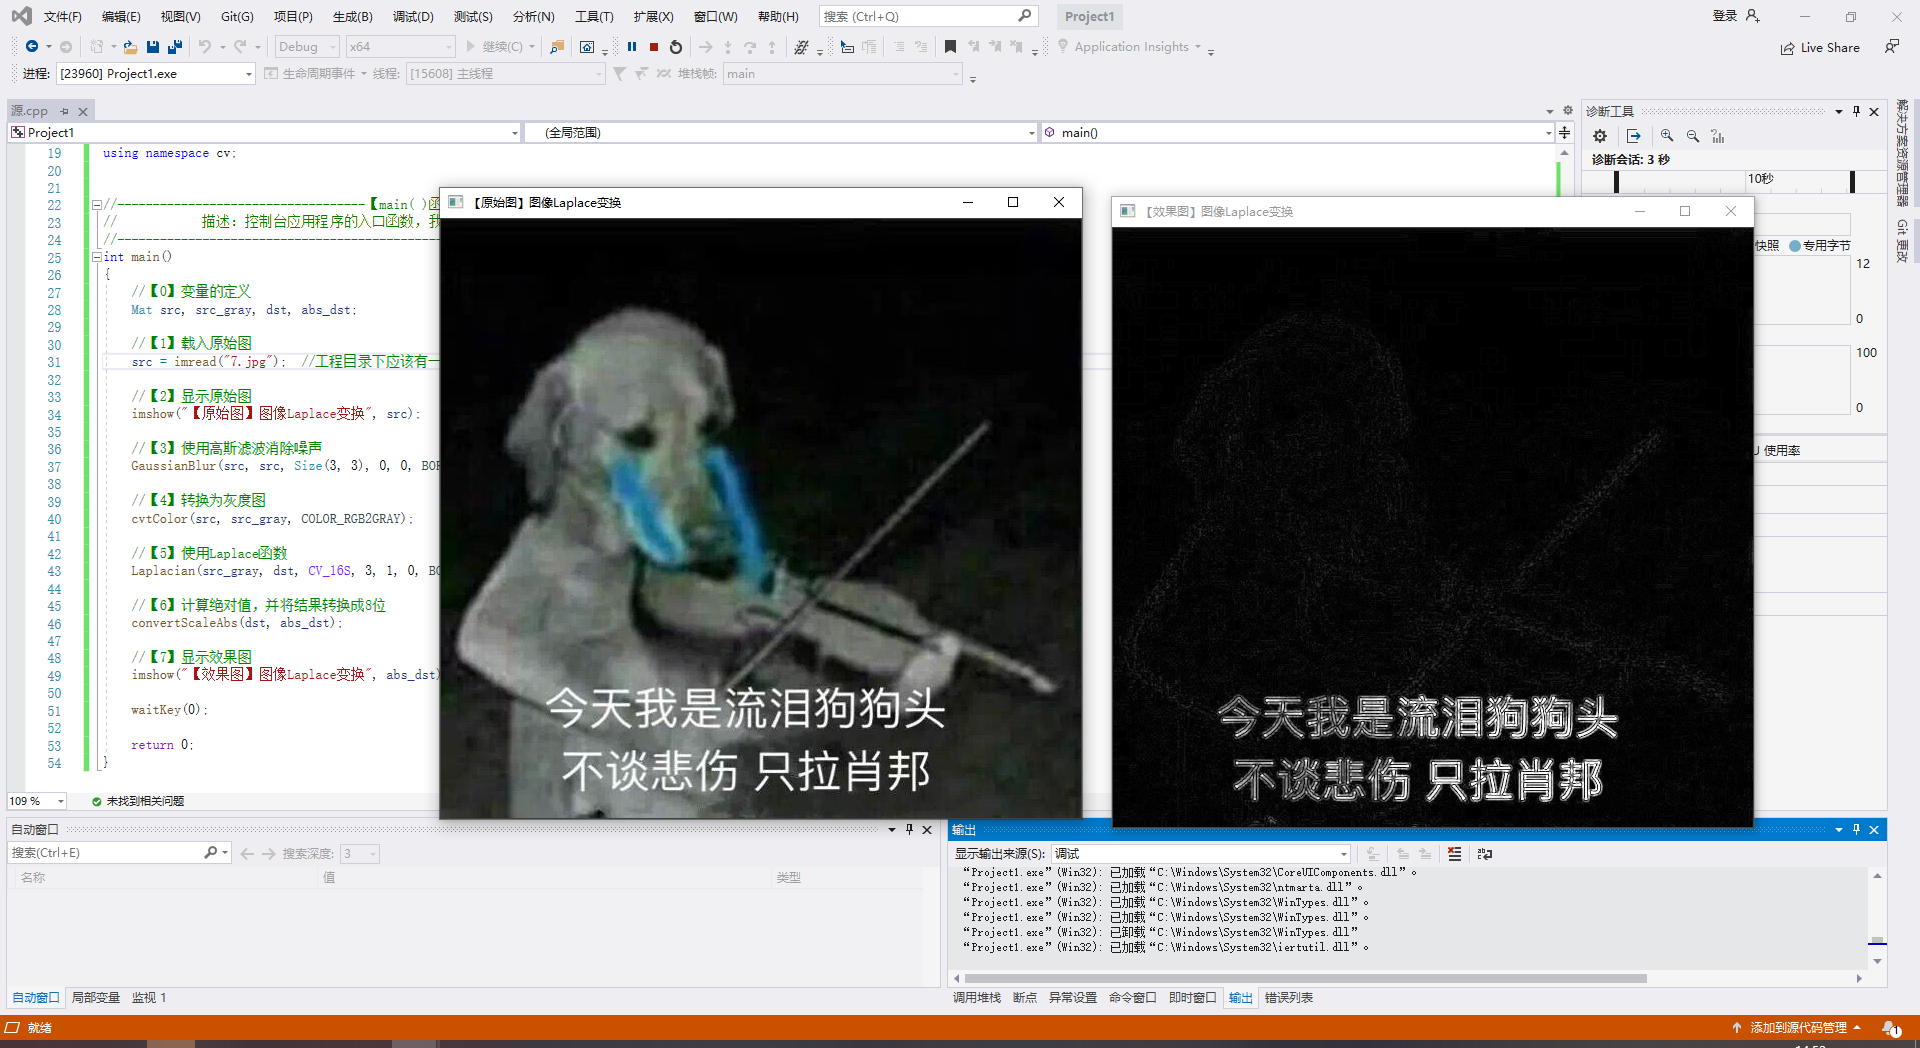 文件(F) 编辑(E) 视图(V) Git(G) 项目(P) 生成(B) 调试(D) 测试(S) 分析(N) 工具(T) 扩展(X) 窗口(W) 帮助(H) 搜索 (Ctrl+Q) Project1 登录
Debug x64 继续(C) Application Insights Live Share
进程: [23960] Project1.exe 生命周期事件 线程: [15608] 主线程 堆栈帧: main
源.cpp
Project1 (全局范围) main()
19 using namespace cv;
20
21
22 //-----------------------------------【main( )函
23 // 描述：控制台应用程序的入口函数，我
24 //----------------------------------------------
25 int main()
26 {
27 //【0】变量的定义
28 Mat src, src_gray, dst, abs_dst;
29
30 //【1】载入原始图
31 src = imread("7.jpg"); //工程目录下应该有一
32
33 //【2】显示原始图
34 imshow("【原始图】图像Laplace变换", src);
35
36 //【3】使用高斯滤波消除噪声
37 GaussianBlur(src, src, Size(3, 3), 0, 0, BOR
38
39 //【4】转换为灰度图
40 cvtColor(src, src_gray, COLOR_RGB2GRAY);
41
42 //【5】使用Laplace函数
43 Laplacian(src_gray, dst, CV_16S, 3, 1, 0, BO
44
45 //【6】计算绝对值，并将结果转换成8位
46 convertScaleAbs(dst, abs_dst);
47
48 //【7】显示效果图
49 imshow("【效果图】图像Laplace变换", abs_dst)
50
51 waitKey(0);
52
53 return 0;
54 }
109 % 未找到相关问题
【原始图】图像Laplace变换
今天我是流泪狗狗头
不谈悲伤 只拉肖邦
【效果图】图像Laplace变换
今天我是流泪狗狗头
不谈悲伤 只拉肖邦
诊断工具
诊断会话: 3 秒
10秒
快照 专用字节
12
0
100
0
使用率
解决方案资源管理器
Git 更改
自动窗口
搜索(Ctrl+E) 搜索深度: 3
名称 值 类型
自动窗口 局部变量 监视 1
输出
显示输出来源(S): 调试
“Project1.exe”(Win32): 已加载“C:\Windows\System32\CoreUIComponents.dll”。
“Project1.exe”(Win32): 已加载“C:\Windows\System32\ntmarta.dll”。
“Project1.exe”(Win32): 已加载“C:\Windows\System32\WinTypes.dll”。
“Project1.exe”(Win32): 已加载“C:\Windows\System32\WinTypes.dll”。
“Project1.exe”(Win32): 已卸载“C:\Windows\System32\WinTypes.dll”
“Project1.exe”(Win32): 已加载“C:\Windows\System32\iertutil.dll”。
调用堆栈 断点 异常设置 命令窗口 即时窗口 输出 错误列表
就绪 添加到源代码管理 1